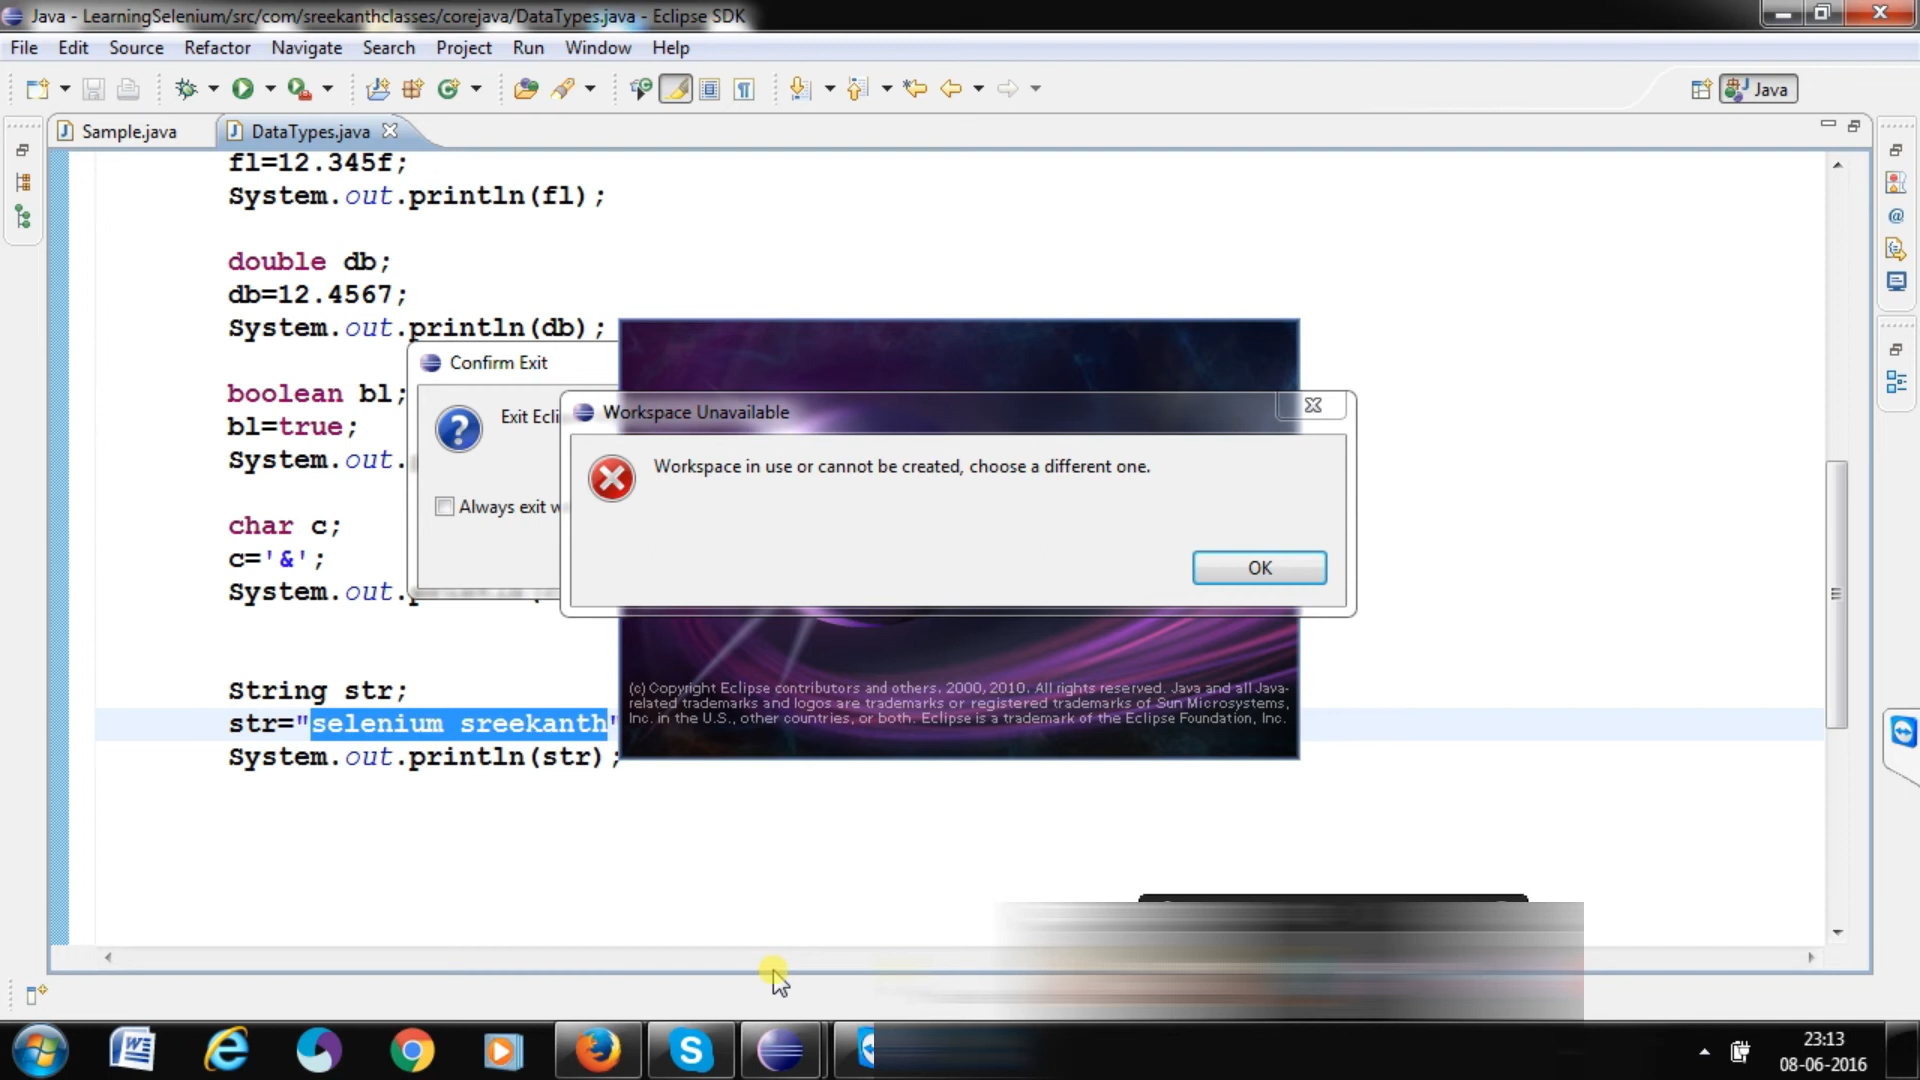 Java - LearningSelenium/src/com/sreekanthclasses/corejava/DataTypes.java - Eclipse SDK
File Edit Source Refactor Navigate Search Project Run Window Help
Java
Sample.java DataTypes.java
fl=12.345f;
System.out.println(fl);
double db;
db=12.4567;
System.out.println(db);
Confirm Exit
boolean bl;
bl=true;
System.out.
Exit Ecli
Always exit w
Workspace Unavailable
Workspace in use or cannot be created, choose a different one.
OK
char c;
c='&';
System.out.
(c) Copyright Eclipse contributors and others. 2000, 2010. All rights reserved. Java and all Java-
related trademarks and logos are trademarks or registered trademarks of Sun Microsystems,
Inc. in the U.S., other countries, or both. Eclipse is a trademark of the Eclipse Foundation, Inc.
String str;
str="selenium sreekanth"
System.out.println(str);
23:13
08-06-2016